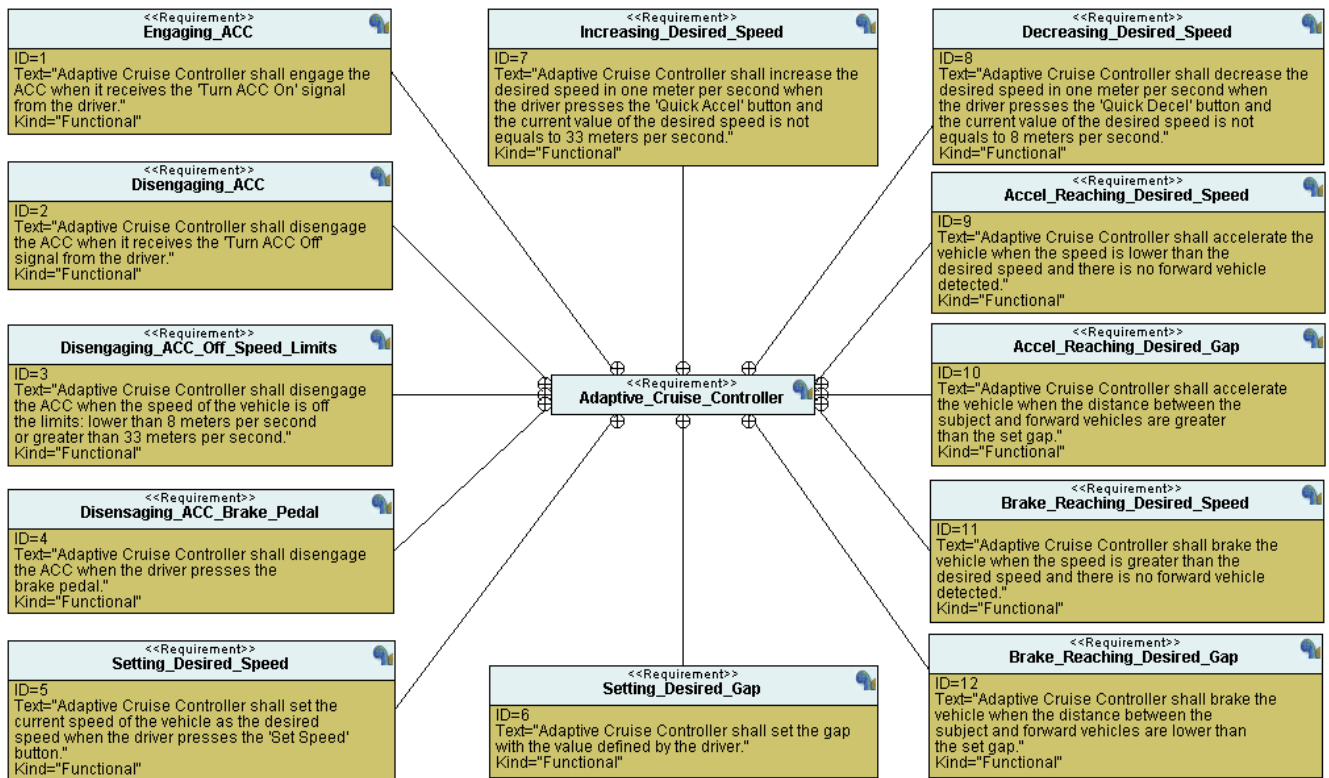 <<Requirement>>
Engaging_ACC
ID=1
Text="Adaptive Cruise Controller shall engage the
ACC when it receives the 'Turn ACC On' signal
from the driver."
Kind="Functional"
<<Requirement>>
Increasing_Desired_Speed
ID=7
Text="Adaptive Cruise Controller shall increase the
desired speed in one meter per second when
the driver presses the 'Quick Accel' button and
the current value of the desired speed is not
equals to 33 meters per second."
Kind="Functional"
<<Requirement>>
Decreasing_Desired_Speed
ID=8
Text="Adaptive Cruise Controller shall decrease the
desired speed in one meter per second when
the driver presses the 'Quick Decel' button and
the current value of the desired speed is not
equals to 8 meters per second."
Kind="Functional"
<<Requirement>>
Disengaging_ACC
ID=2
Text="Adaptive Cruise Controller shall disengage
the ACC when it receives the 'Turn ACC Off'
signal from the driver."
Kind="Functional"
<<Requirement>>
Accel_Reaching_Desired_Speed
ID=9
Text="Adaptive Cruise Controller shall accelerate the
vehicle when the speed is lower than the
desired speed and there is no forward vehicle
detected."
Kind="Functional"
<<Requirement>>
Disengaging_ACC_Off_Speed_Limits
ID=3
Text="Adaptive Cruise Controller shall disengage
the ACC when the speed of the vehicle is off
the limits: lower than 8 meters per second
or greater than 33 meters per second."
Kind="Functional"
<<Requirement>>
Adaptive_Cruise_Controller
<<Requirement>>
Accel_Reaching_Desired_Gap
ID=10
Text="Adaptive Cruise Controller shall accelerate
the vehicle when the distance between the
subject and forward vehicles are greater
than the set gap."
Kind="Functional"
<<Requirement>>
Disensaging_ACC_Brake_Pedal
ID=4
Text="Adaptive Cruise Controller shall disengage
the ACC when the driver presses the
brake pedal."
Kind="Functional"
<<Requirement>>
Brake_Reaching_Desired_Speed
ID=11
Text="Adaptive Cruise Controller shall brake the
vehicle when the speed is greater than the
desired speed and there is no forward vehicle
detected."
Kind="Functional"
<<Requirement>>
Setting_Desired_Speed
ID=5
Text="Adaptive Cruise Controller shall set the
current speed of the vehicle as the desired
speed when the driver presses the 'Set Speed'
button."
Kind="Functional"
<<Requirement>>
Setting_Desired_Gap
ID=6
Text="Adaptive Cruise Controller shall set the gap
with the value defined by the driver."
Kind="Functional"
<<Requirement>>
Brake_Reaching_Desired_Gap
ID=12
Text="Adaptive Cruise Controller shall brake the
vehicle when the distance between the
subject and forward vehicles are lower than
the set gap."
Kind="Functional"